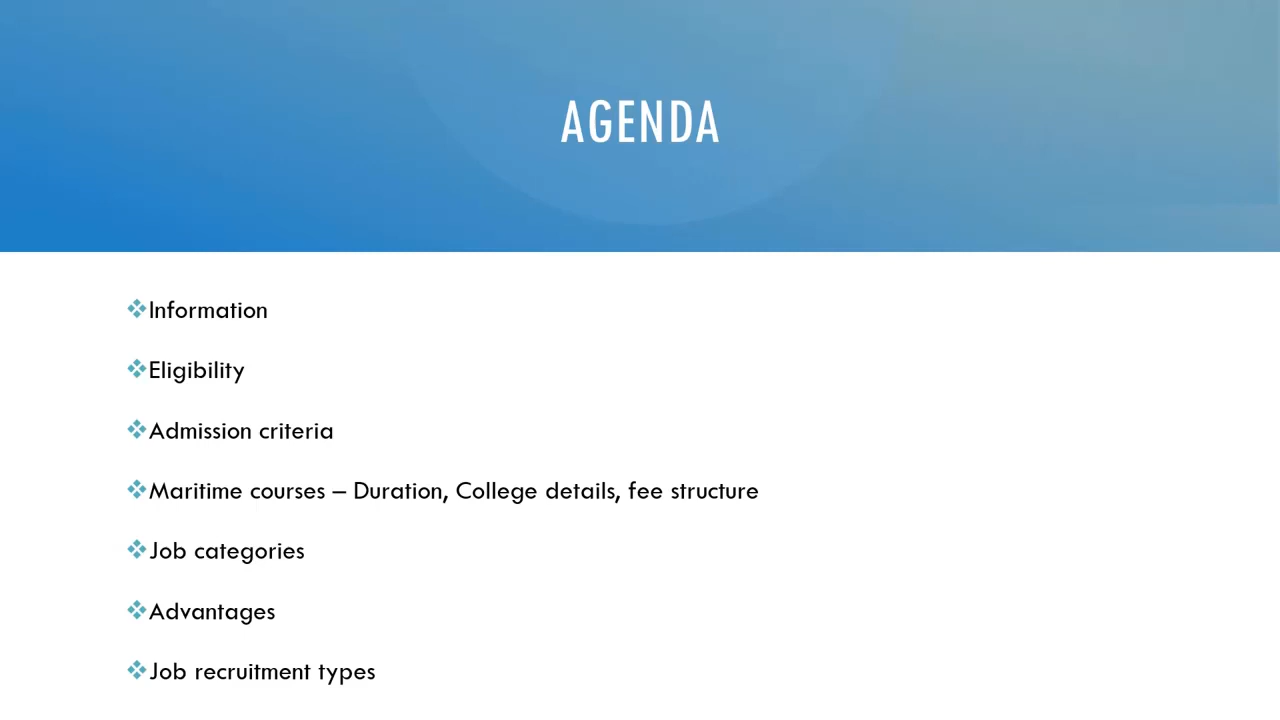 AGENDA
❖Information
❖Eligibility
❖Admission criteria
❖Maritime courses – Duration, College details, fee structure
❖Job categories
❖Advantages
❖Job recruitment types